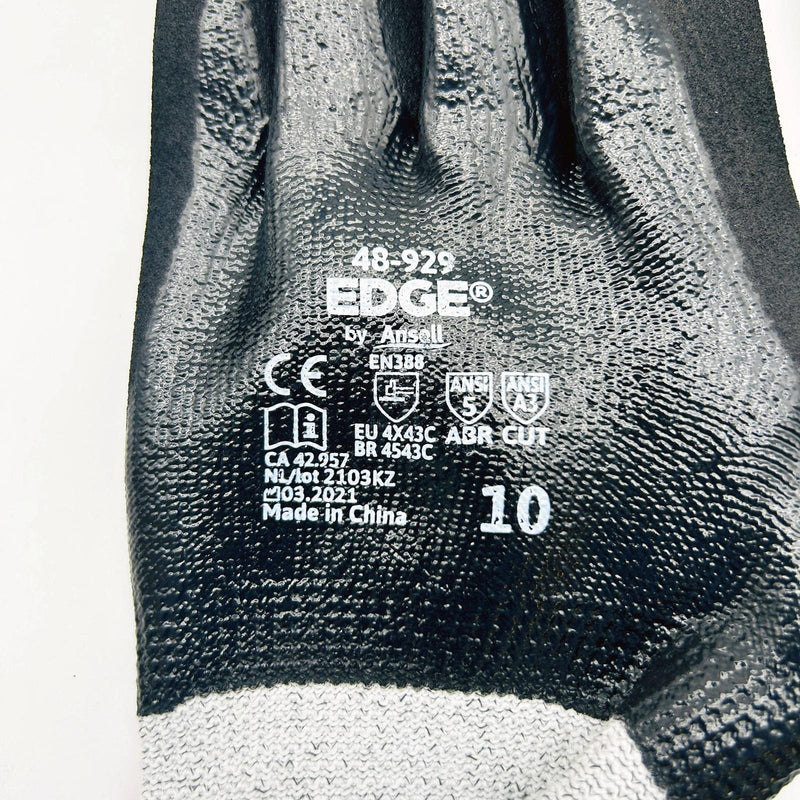 48-929
EDGE®
by Ansell
CE
EN388
ANSI
5
ANSI
A3
i
EU 4X43C
BR 4543C
ABR CUT
CA 42.957
N1/lot 2103KZ
03.2021
Made in China
10